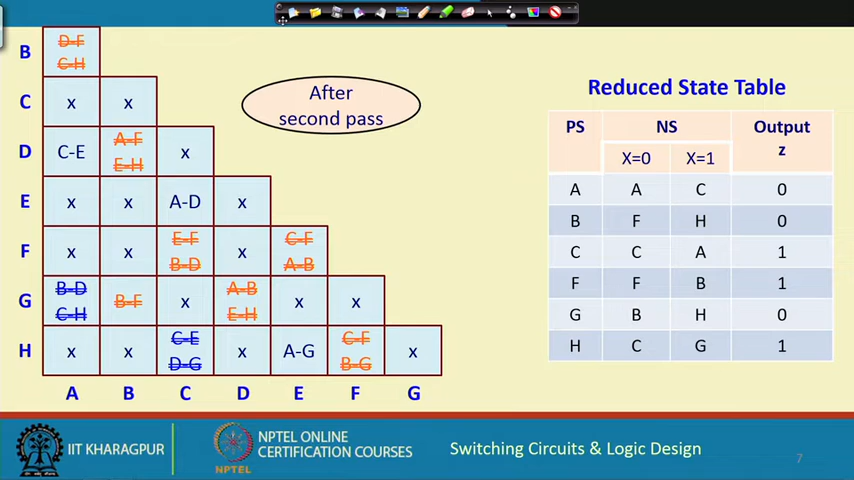 B D-F
C-H
C x x
D C-E A-F x
E-H
E x x A-D x
F x x E-F x C-F
B-D A-B
G B-D B-F x A-B x x
C-H E-H
H x x C-E x A-G C-F x
D-G B-G
A B C D E F G
After
second pass
Reduced State Table
PS NS Output
z
X=0 X=1
A A C 0
B F H 0
C C A 1
F F B 1
G B H 0
H C G 1
IIT KHARAGPUR
NPTEL
NPTEL ONLINE
CERTIFICATION COURSES
Switching Circuits & Logic Design
7